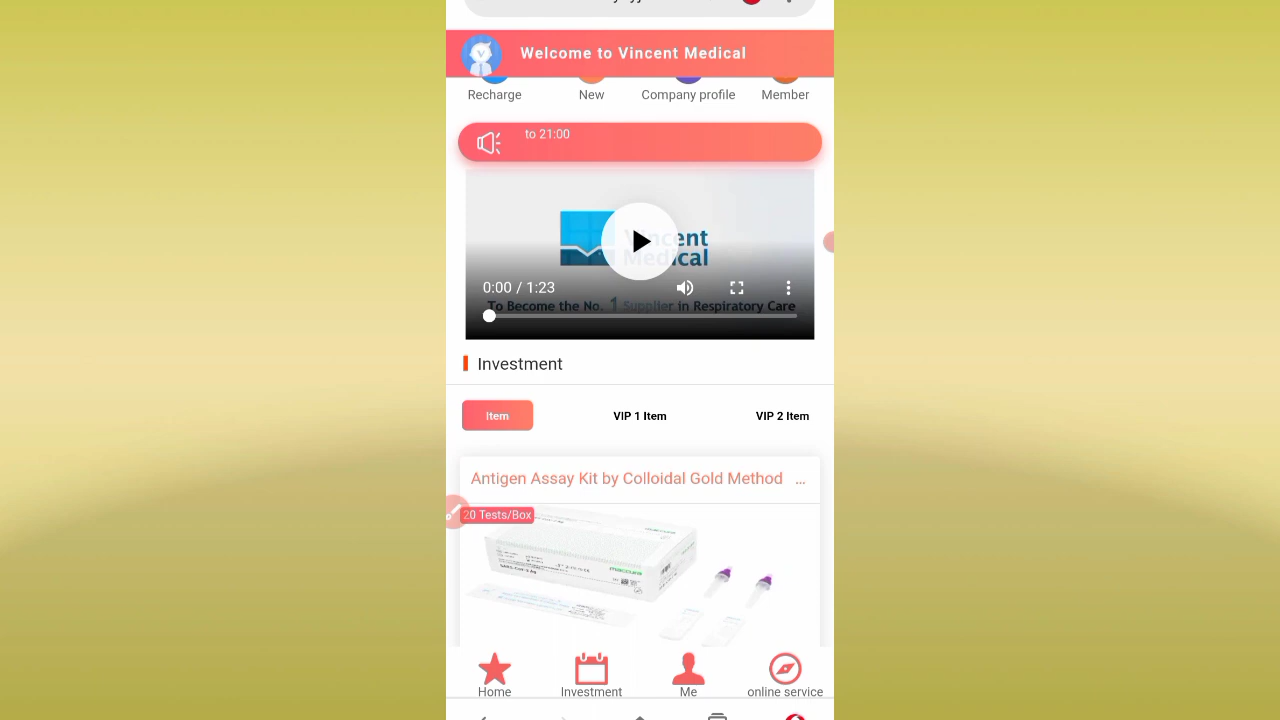 Welcome to Vincent Medical
Recharge New Company profile Member
to 21:00
Vincent
Medical
0:00 / 1:23
To Become the No. 1 Supplier in Respiratory Care
Investment
Item VIP 1 Item VIP 2 Item
Antigen Assay Kit by Colloidal Gold Method ...
20 Tests/Box
Home Investment Me online service